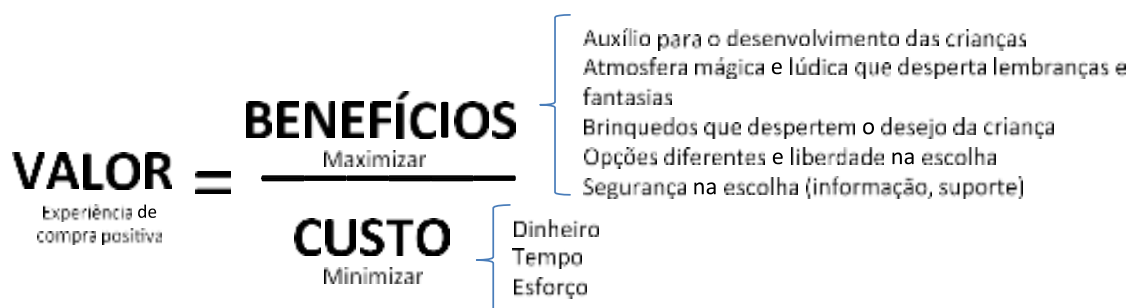 Auxílio para o desenvolvimento das crianças
Atmosfera mágica e lúdica que desperta lembranças e
fantasias
Brinquedos que despertem o desejo da criança
Opções diferentes e liberdade na escolha
Segurança na escolha (informação, suporte)
BENEFÍCIOS
Maximizar
VALOR =
Experiência de
compra positiva
CUSTO
Minimizar
Dinheiro
Tempo
Esforço